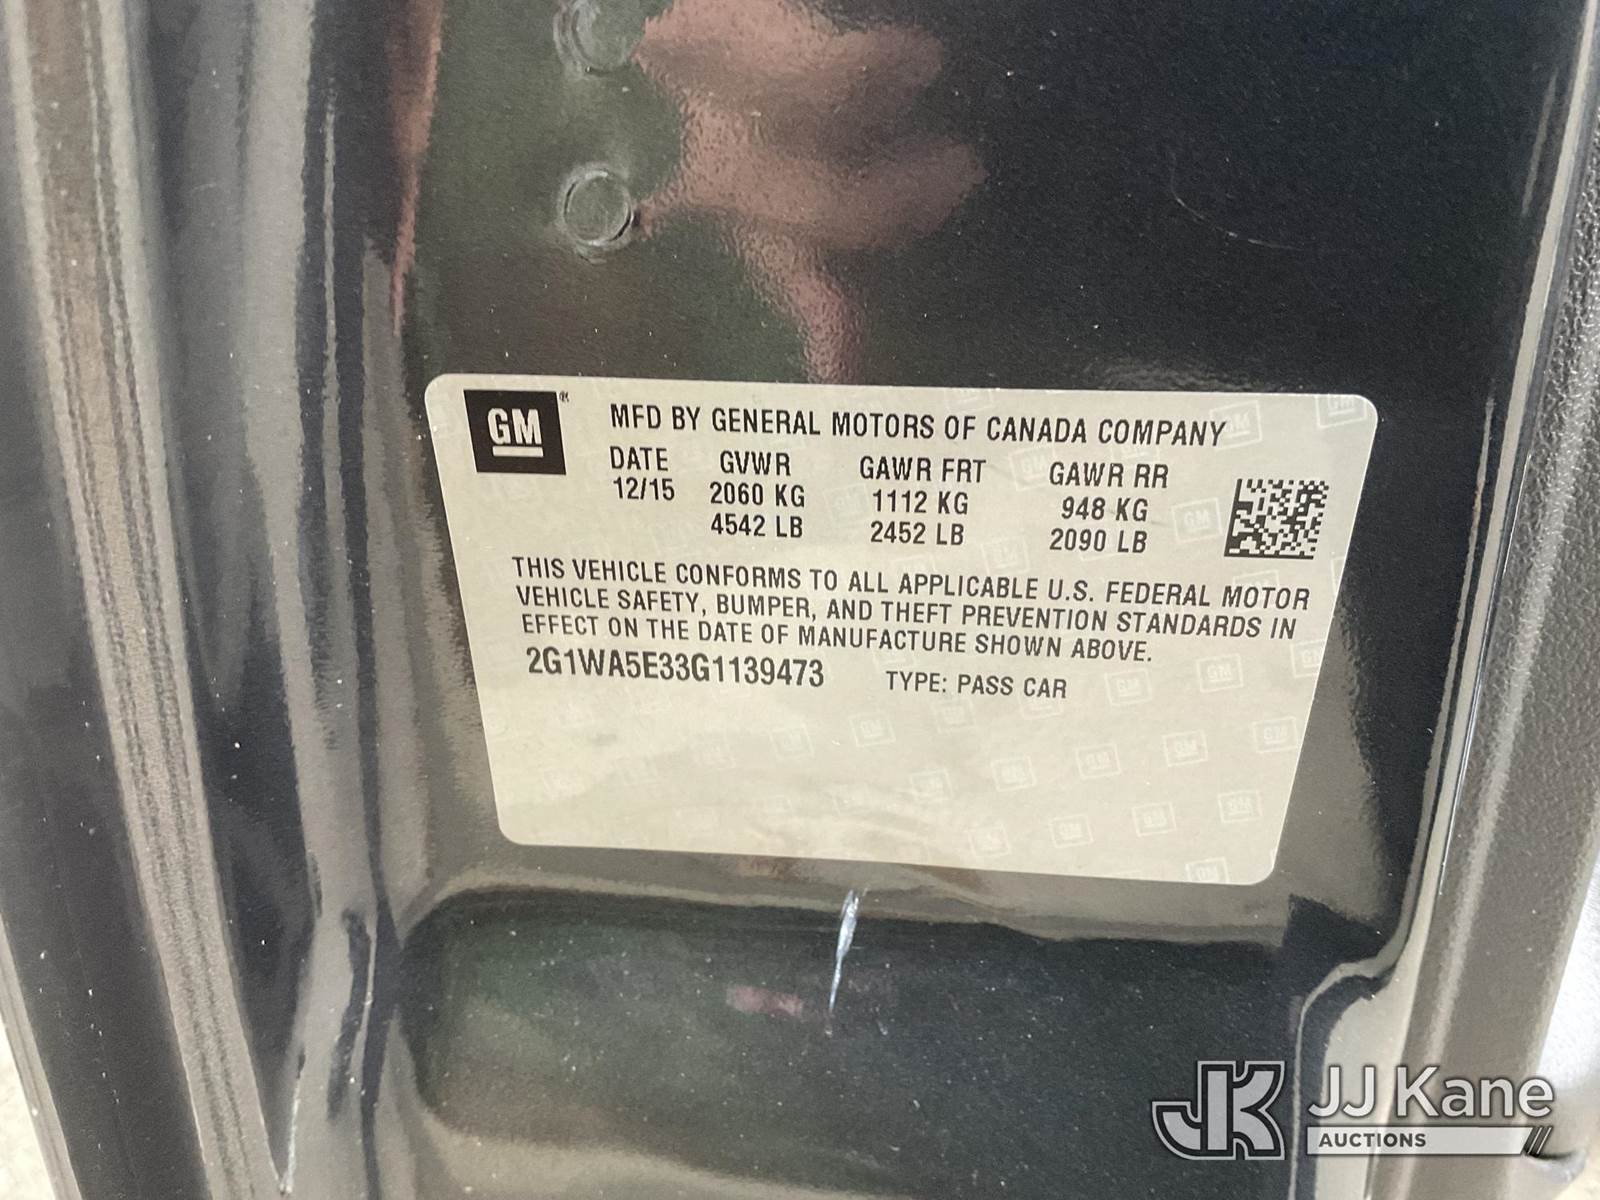 GM ® MFD BY GENERAL MOTORS OF CANADA COMPANY
DATE GVWR GAWR FRT GAWR RR
12/15 2060 KG 1112 KG 948 KG
4542 LB 2452 LB 2090 LB
THIS VEHICLE CONFORMS TO ALL APPLICABLE U.S. FEDERAL MOTOR
VEHICLE SAFETY, BUMPER, AND THEFT PREVENTION STANDARDS IN
EFFECT ON THE DATE OF MANUFACTURE SHOWN ABOVE.
2G1WA5E33G1139473 TYPE: PASS CAR
JK JJ Kane
AUCTIONS